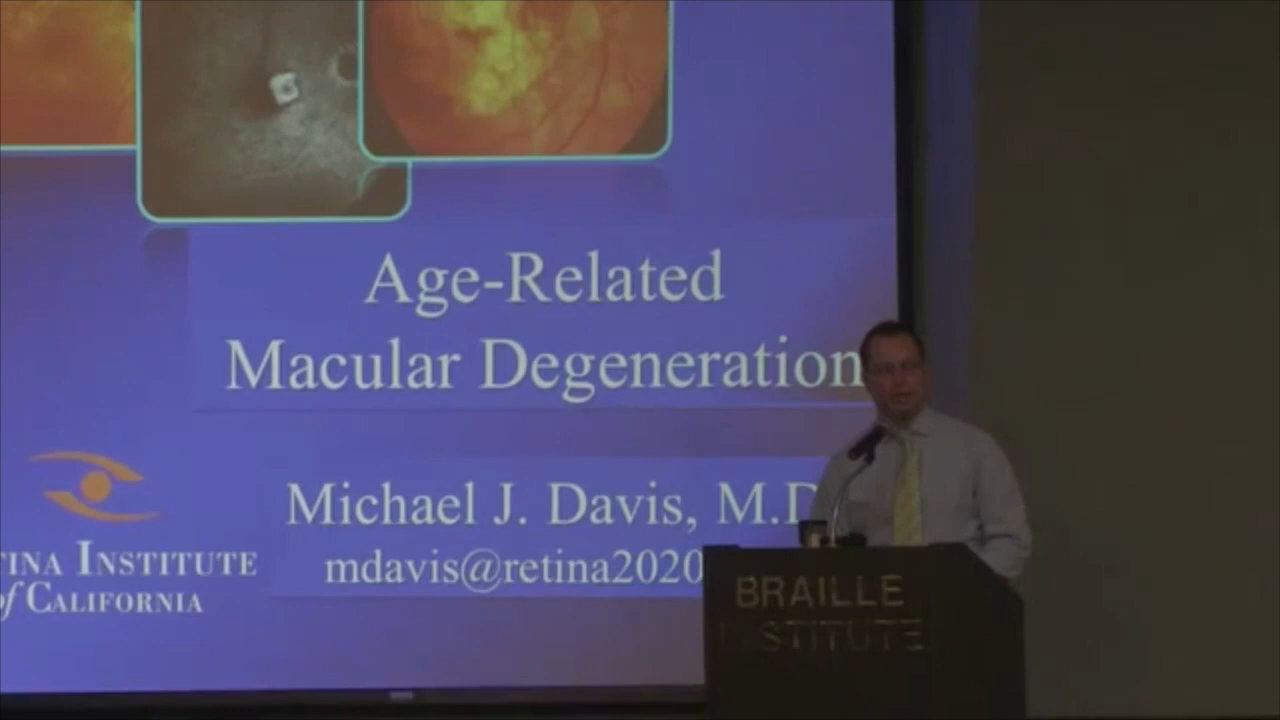 Age-Related
Macular Degeneration
Michael J. Davis, M.D
mdavis@retina2020
TINA INSTITUTE
of CALIFORNIA
BRAILLE
INSTITUTE